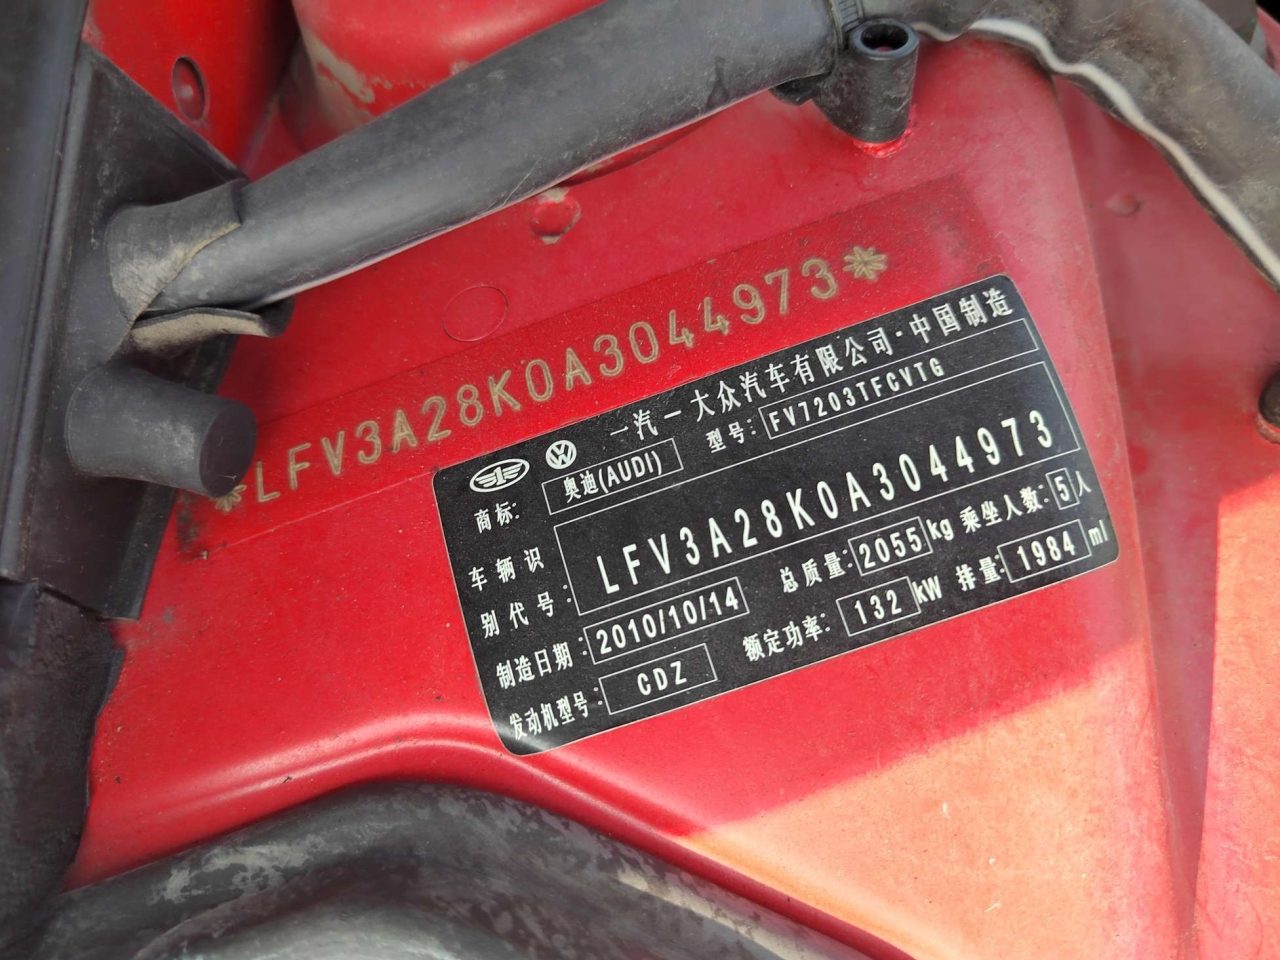 *LFV3A28K0A3044973*
一汽-大众汽车有限公司·中国制造
商标: 奥迪(AUDI) 型号: FV7203TFCVTG
车辆识别代号: LFV3A28K0A3044973
制造日期: 2010/10/14 总质量: 2055 kg 乘坐人数: 5 人
发动机型号: CDZ 额定功率: 132 kW 排量: 1984 ml